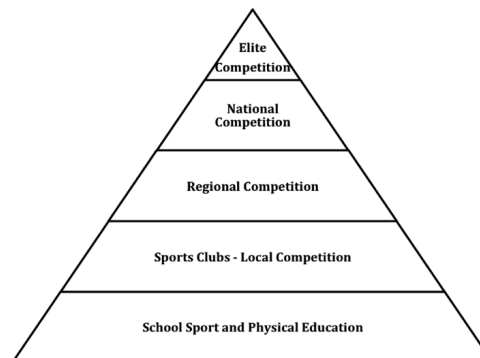 Elite
Competition
National
Competition
Regional Competition
Sports Clubs - Local Competition
School Sport and Physical Education